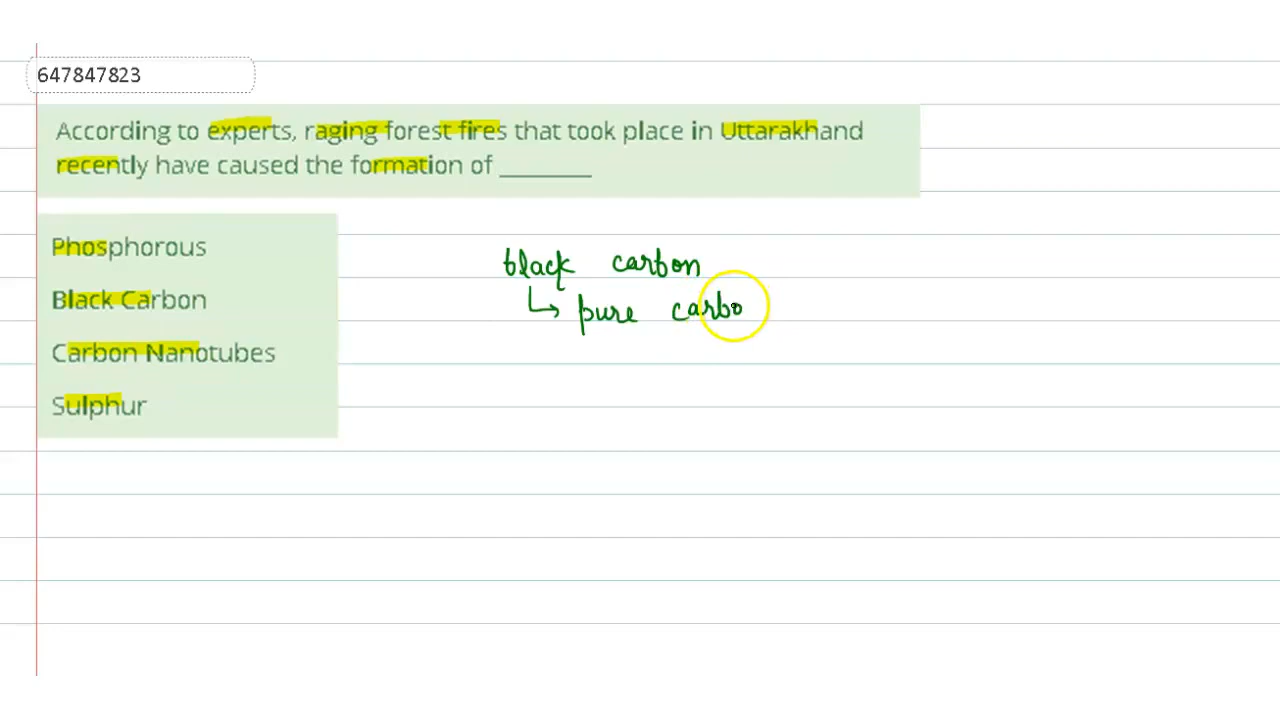 647847823
According to experts, raging forest fires that took place in Uttarakhand
recently have caused the formation of ________
Phosphorous
Black Carbon
Carbon Nanotubes
Sulphur
black carbon
↳ pure carbo